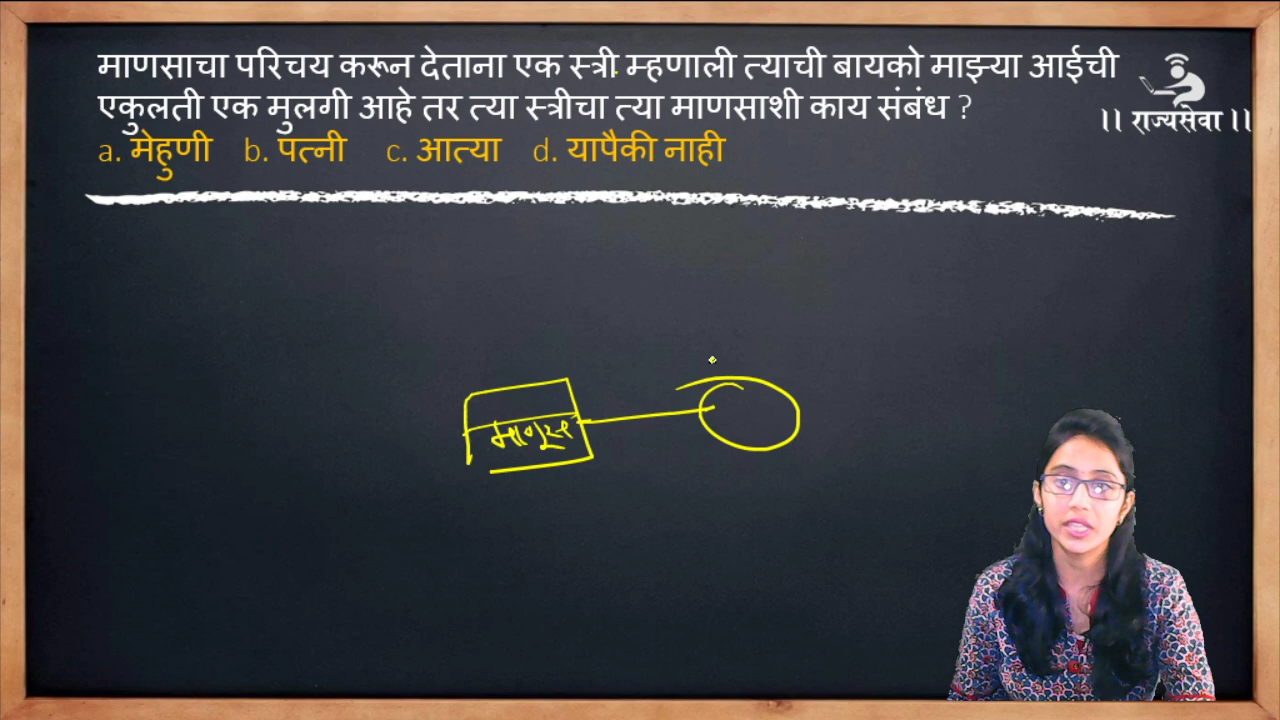 माणसाचा परिचय करून देताना एक स्त्री म्हणाली त्याची बायको माझ्या आईची
एकुलती एक मुलगी आहे तर त्या स्त्रीचा त्या माणसाशी काय संबंध ?
a. मेहुणी b. पत्नी c. आत्या d. यापैकी नाही
।। राज्यसेवा ।।
माणूस